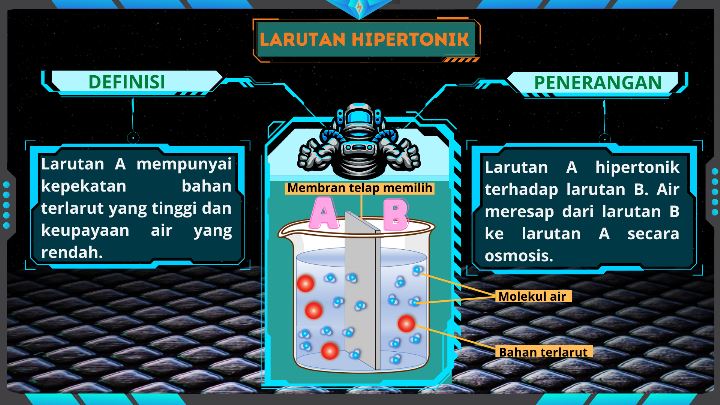 LARUTAN HIPERTONIK
DEFINISI
Larutan A mempunyai
kepekatan bahan
terlarut yang tinggi dan
keupayaan air yang
rendah.
PENERANGAN
Larutan A hipertonik
terhadap larutan B. Air
meresap dari larutan B
ke larutan A secara
osmosis.
Membran telap memilih
A B
Molekul air
Bahan terlarut